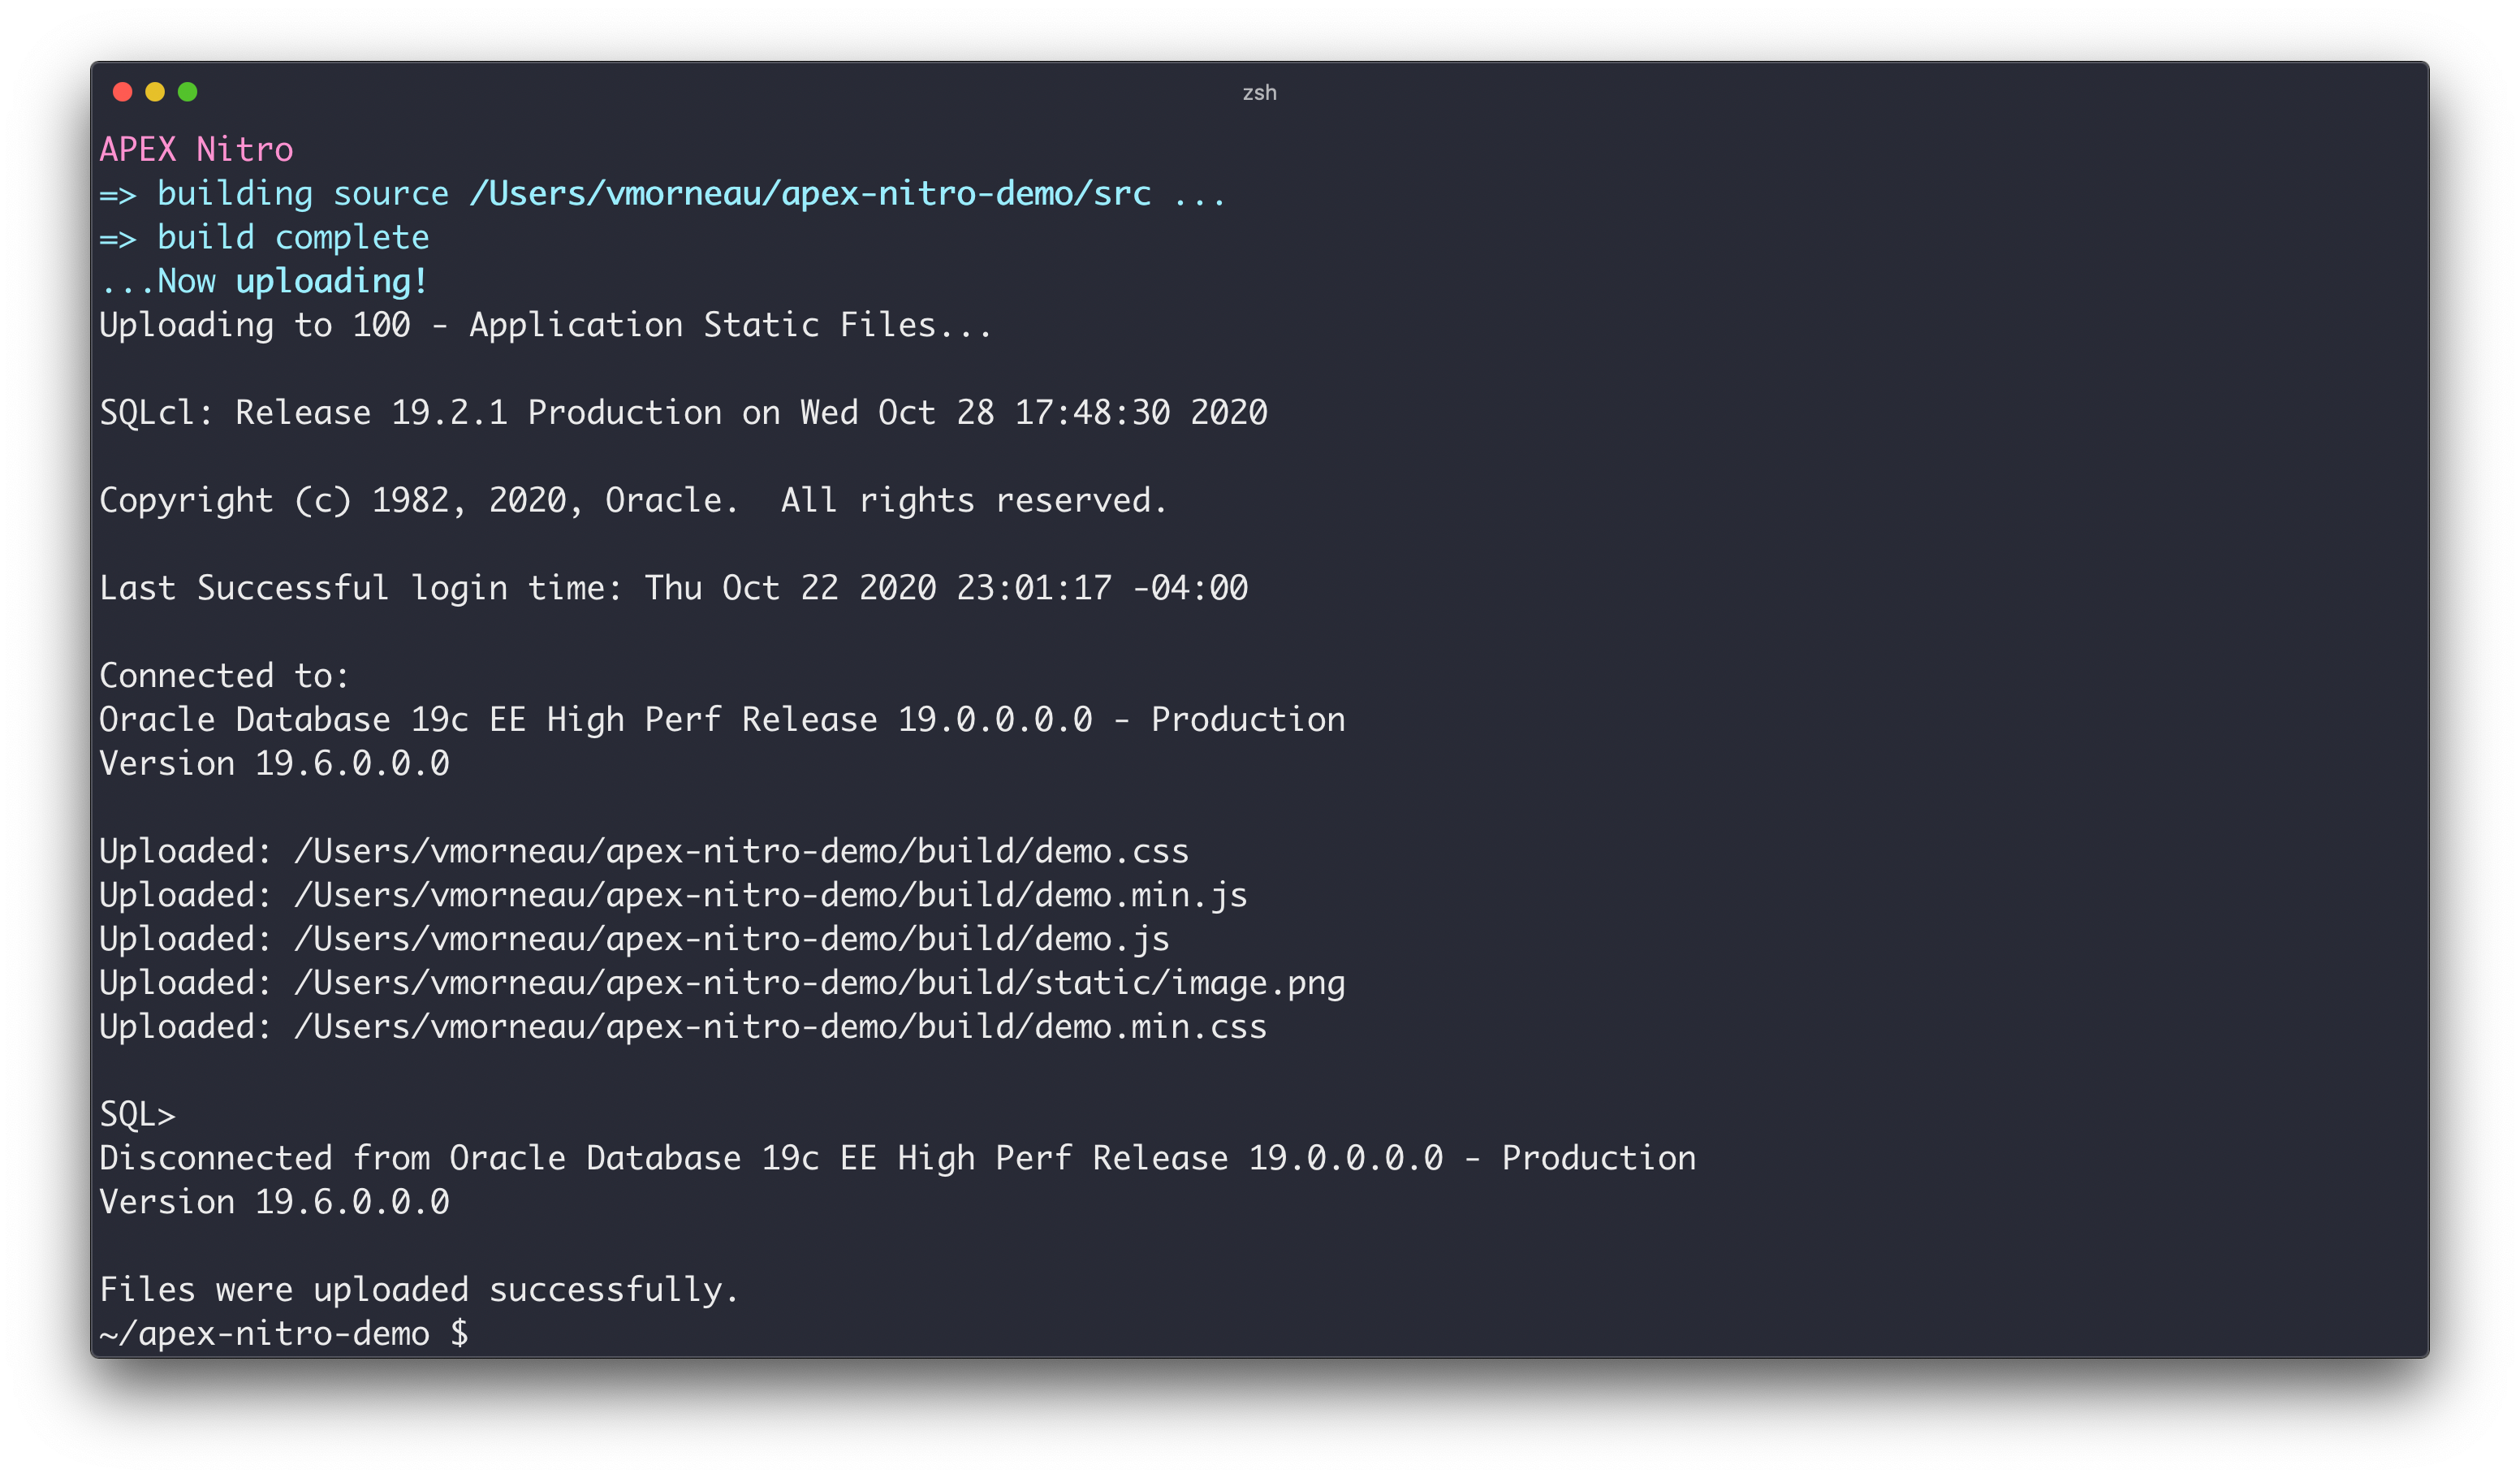 zsh
APEX Nitro
=> building source /Users/vmorneau/apex-nitro-demo/src ...
=> build complete
...Now uploading!
Uploading to 100 - Application Static Files...
SQLcl: Release 19.2.1 Production on Wed Oct 28 17:48:30 2020
Copyright (c) 1982, 2020, Oracle.  All rights reserved.
Last Successful login time: Thu Oct 22 2020 23:01:17 -04:00
Connected to:
Oracle Database 19c EE High Perf Release 19.0.0.0.0 - Production
Version 19.6.0.0.0
Uploaded: /Users/vmorneau/apex-nitro-demo/build/demo.css
Uploaded: /Users/vmorneau/apex-nitro-demo/build/demo.min.js
Uploaded: /Users/vmorneau/apex-nitro-demo/build/demo.js
Uploaded: /Users/vmorneau/apex-nitro-demo/build/static/image.png
Uploaded: /Users/vmorneau/apex-nitro-demo/build/demo.min.css
SQL>
Disconnected from Oracle Database 19c EE High Perf Release 19.0.0.0.0 - Production
Version 19.6.0.0.0
Files were uploaded successfully.
~/apex-nitro-demo $